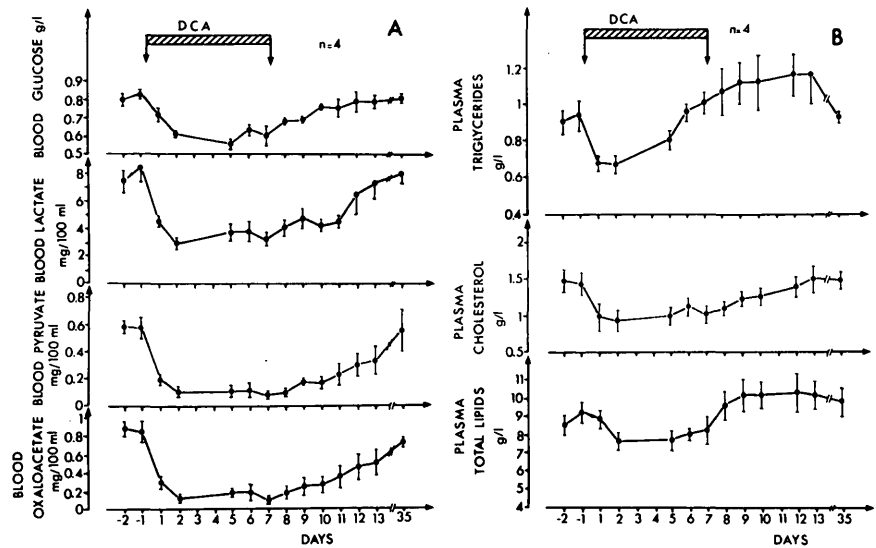 DCA
n=4
A
BLOOD GLUCOSE g/l
0.9
0.8
0.7
0.6
0.5
BLOOD LACTATE
mg/100 ml
8
6
4
2
0
BLOOD PYRUVATE
mg/100 ml
0.8
0.6
0.4
0.2
0
BLOOD
OXALOACETATE
mg/100ml
1
0.8
0.6
0.4
0.2
0
-2 -1 1 2 3 4 5 6 7 8 9 10 11 12 13 35
DAYS
DCA
n=4
B
PLASMA
TRIGLYCERIDES
g/l
1.2
1
0.8
0.6
0.4
PLASMA
CHOLESTEROL
g/l
2
1.5
1
0.5
PLASMA
TOTAL LIPIDS
g/l
11
10
9
8
7
6
5
4
-2 -1 1 2 3 4 5 6 7 8 9 10 11 12 13 35
DAYS